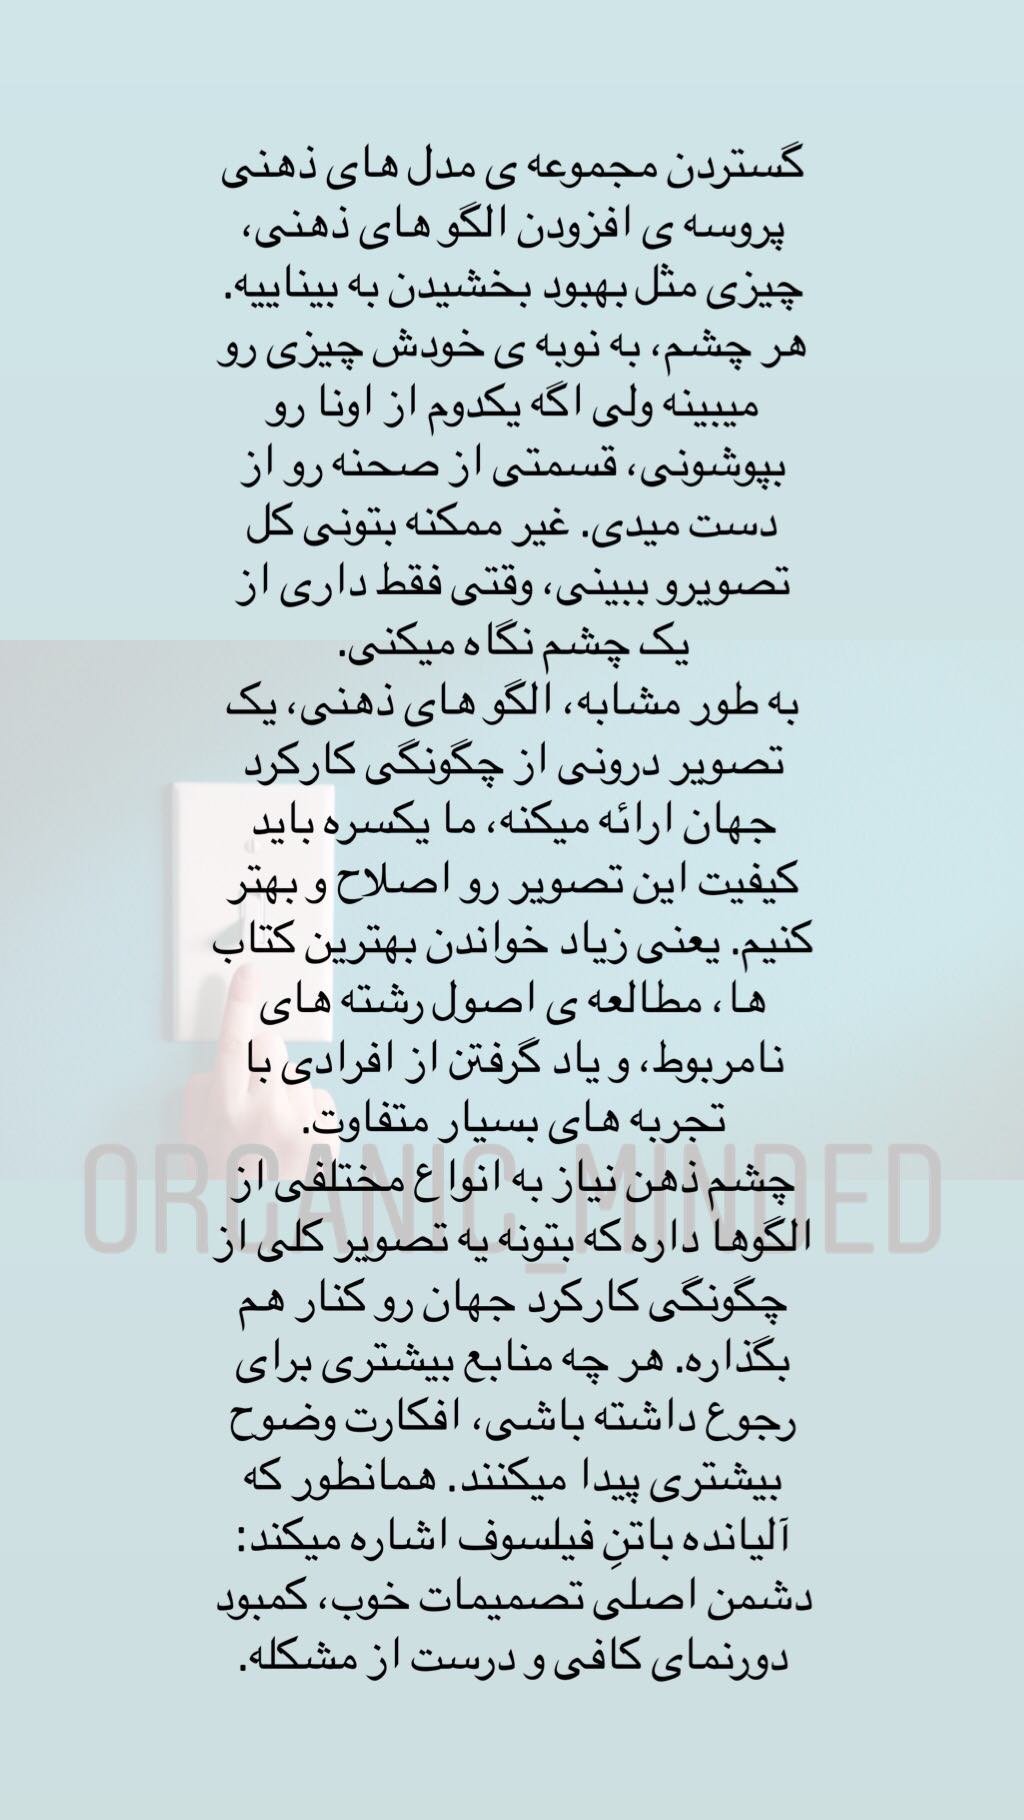 گستردن مجموعه ی مدل های ذهنی
پروسه ی افزودن الگو های ذهنی،
چیزی مثل بهبود بخشیدن به بیناییه.
هر چشم، به نوبه ی خودش چیزی رو
میبینه ولی اگه یکدوم از اونا رو
بپوشونی، قسمتی از صحنه رو از
دست میدی. غیر ممکنه بتونی کل
تصویرو ببینی، وقتی فقط داری از
یک چشم نگاه میکنی.
به طور مشابه، الگو های ذهنی، یک
تصویر درونی از چگونگی کارکرد
جهان ارائه میکنه، ما یکسره باید
کیفیت این تصویر رو اصلاح و بهتر
کنیم. یعنی زیاد خواندن بهترین کتاب
ها، مطالعه ی اصول رشته های
نامربوط، و یاد گرفتن از افرادی با
تجربه های بسیار متفاوت.
چشم ذهن نیاز به انواع مختلفی از
الگوها داره که بتونه یه تصویر کلی از
چگونگی کارکرد جهان رو کنار هم
بگذاره. هر چه منابع بیشتری برای
رجوع داشته باشی، افکارت وضوح
بیشتری پیدا میکنند. همانطور که
آلیانده باتنِ فیلسوف اشاره میکند:
دشمن اصلی تصمیمات خوب، کمبود
دورنمای کافی و درست از مشکله.
ORGANIC_MINDED